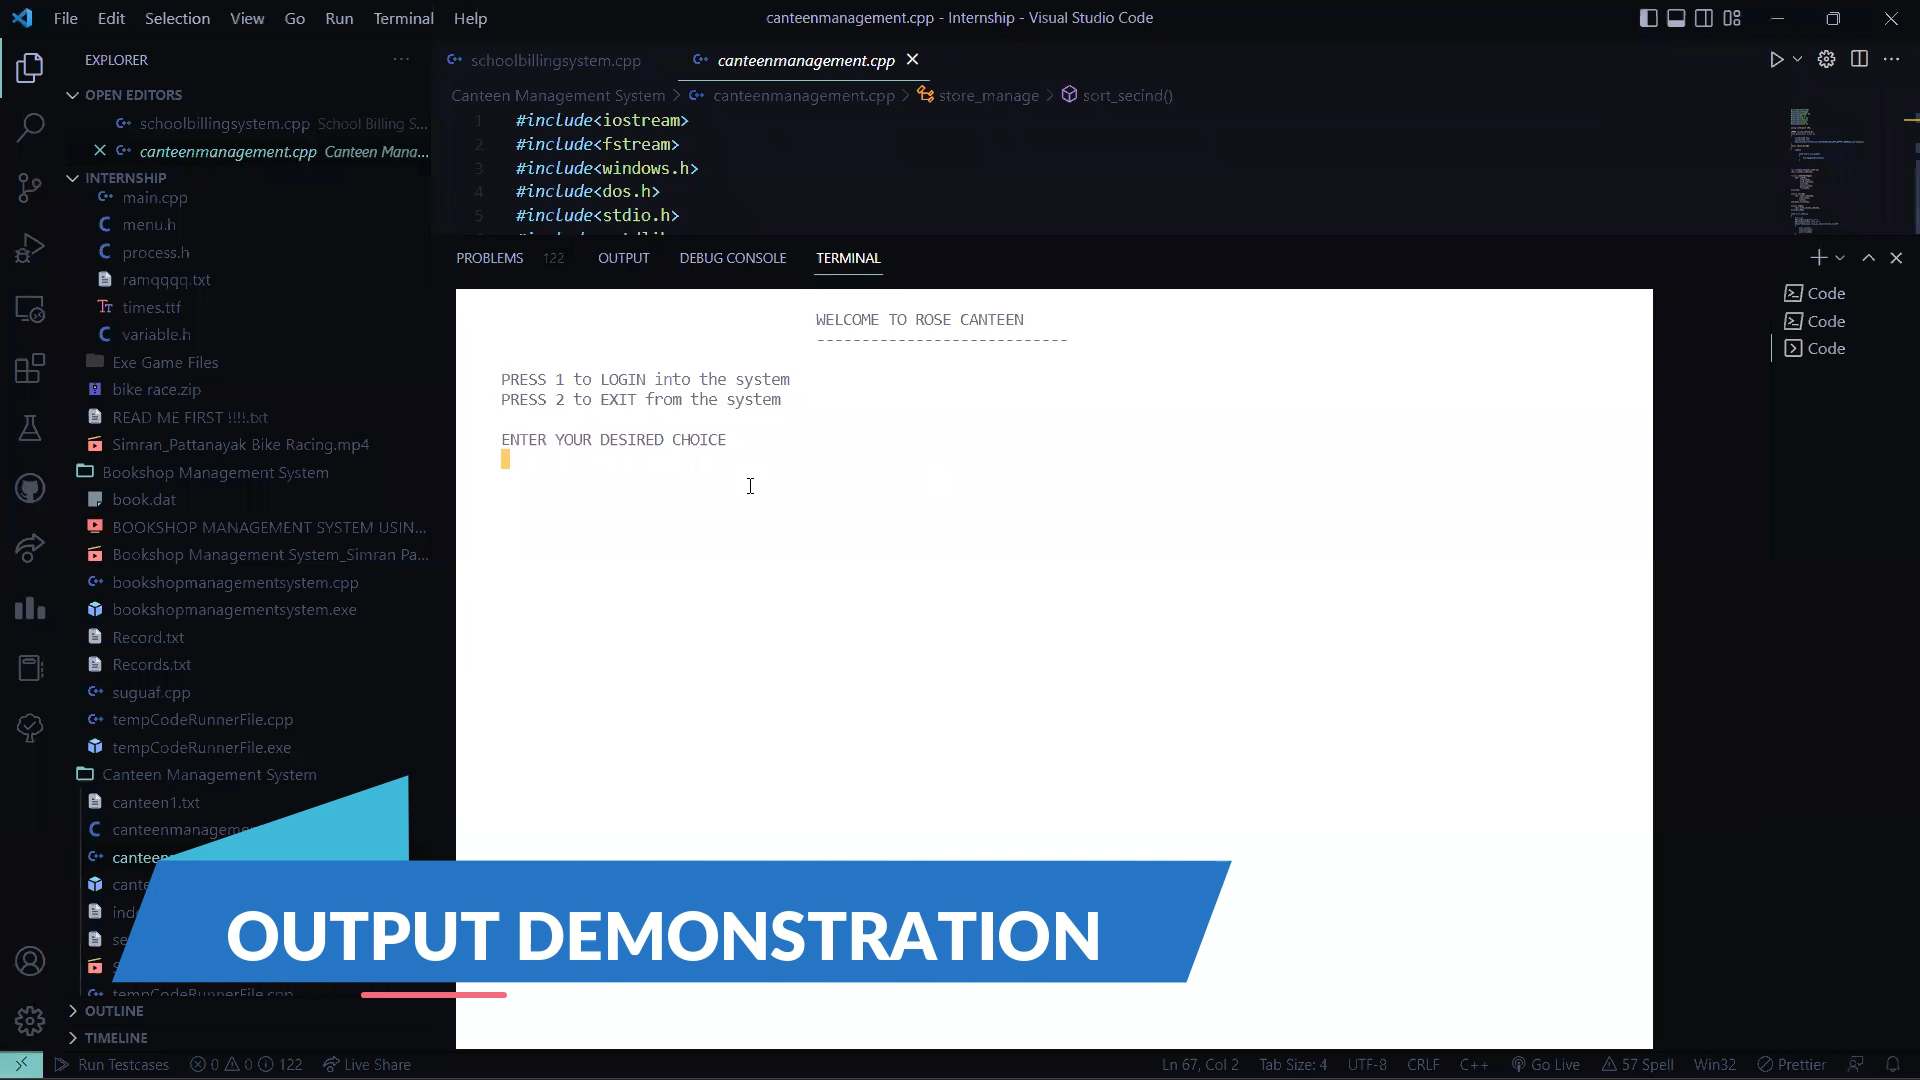 File Edit Selection View Go Run Terminal Help
canteenmanagement.cpp - Internship - Visual Studio Code
EXPLORER
OPEN EDITORS
schoolbillingsystem.cpp School Billing S...
canteenmanagement.cpp Canteen Mana...
INTERNSHIP
main.cpp
menu.h
process.h
ramqqqq.txt
times.ttf
variable.h
Exe Game Files
bike race.zip
READ ME FIRST !!!!.txt
Simran_Pattanayak Bike Racing.mp4
Bookshop Management System
book.dat
BOOKSHOP MANAGEMENT SYSTEM USIN...
Bookshop Management System_Simran Pa...
bookshopmanagementsystem.cpp
bookshopmanagementsystem.exe
Record.txt
Records.txt
suguaf.cpp
tempCodeRunnerFile.cpp
tempCodeRunnerFile.exe
Canteen Management System
canteen1.txt
canteenmanageme
canteen
cante
ind
se
tempCodeRunnerFile.cpp
OUTLINE
TIMELINE
schoolbillingsystem.cpp canteenmanagement.cpp
Canteen Management System > canteenmanagement.cpp > store_manage > sort_secind()
1 #include<iostream>
2 #include<fstream>
3 #include<windows.h>
4 #include<dos.h>
5 #include<stdio.h>
PROBLEMS 122 OUTPUT DEBUG CONSOLE TERMINAL
WELCOME TO ROSE CANTEEN
----------------------------
PRESS 1 to LOGIN into the system
PRESS 2 to EXIT from the system
ENTER YOUR DESIRED CHOICE
Code
Code
Code
OUTPUT DEMONSTRATION
Run Testcases 0 0 122 Live Share
Ln 67, Col 2 Tab Size: 4 UTF-8 CRLF C++ Go Live 57 Spell Win32 Prettier